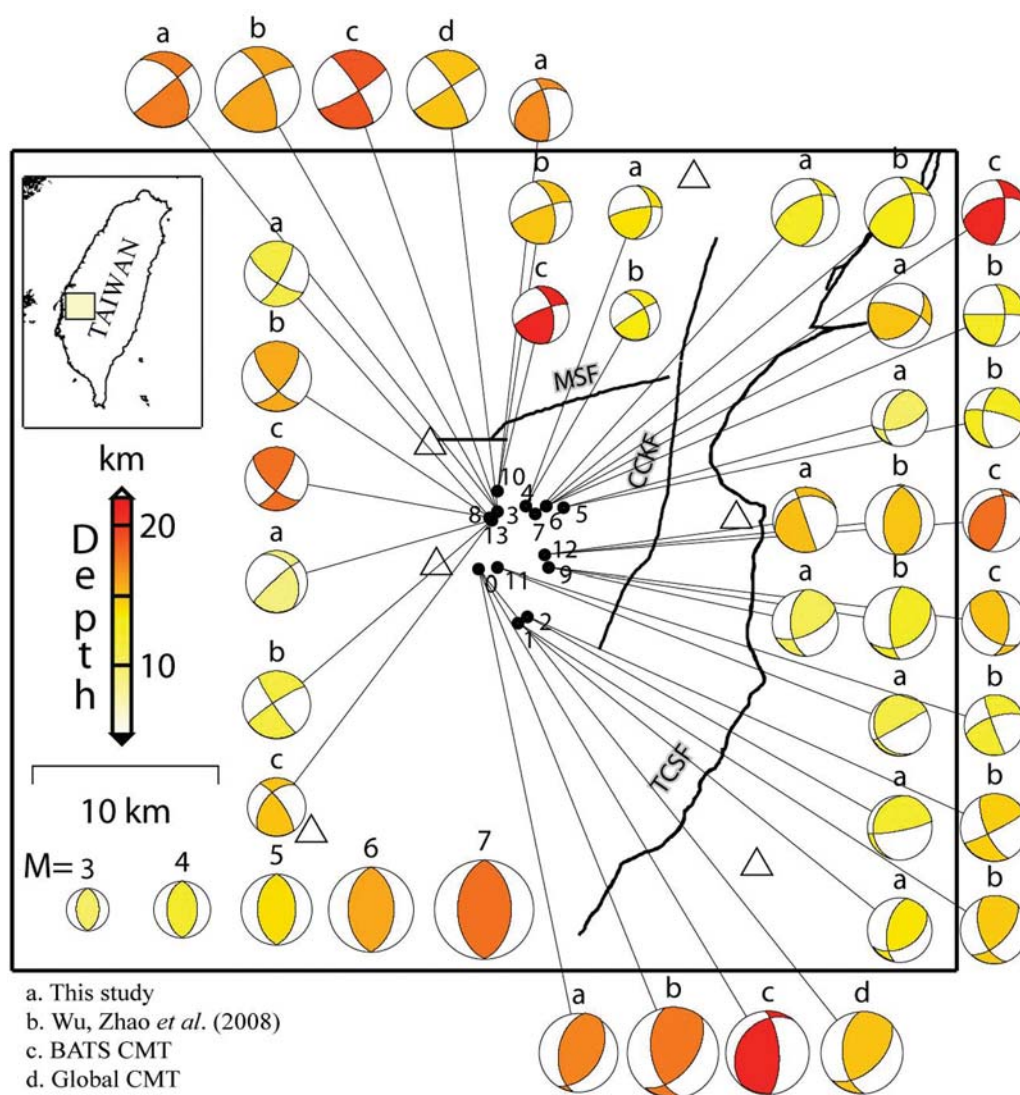 a b c d a
b a a b c
a a b
c b
TAIWAN
b MSF a b
km
c CCKF a b c
20
10
4
8 3 7 6 5
13
a 12
11 9
0 a b c
Depth
2
1
10
b a b
TCSF
c a b
10 km
M= 3 4 5 6 7
a b
a. This study
b. Wu, Zhao et al. (2008)
c. BATS CMT
d. Global CMT
a b c d